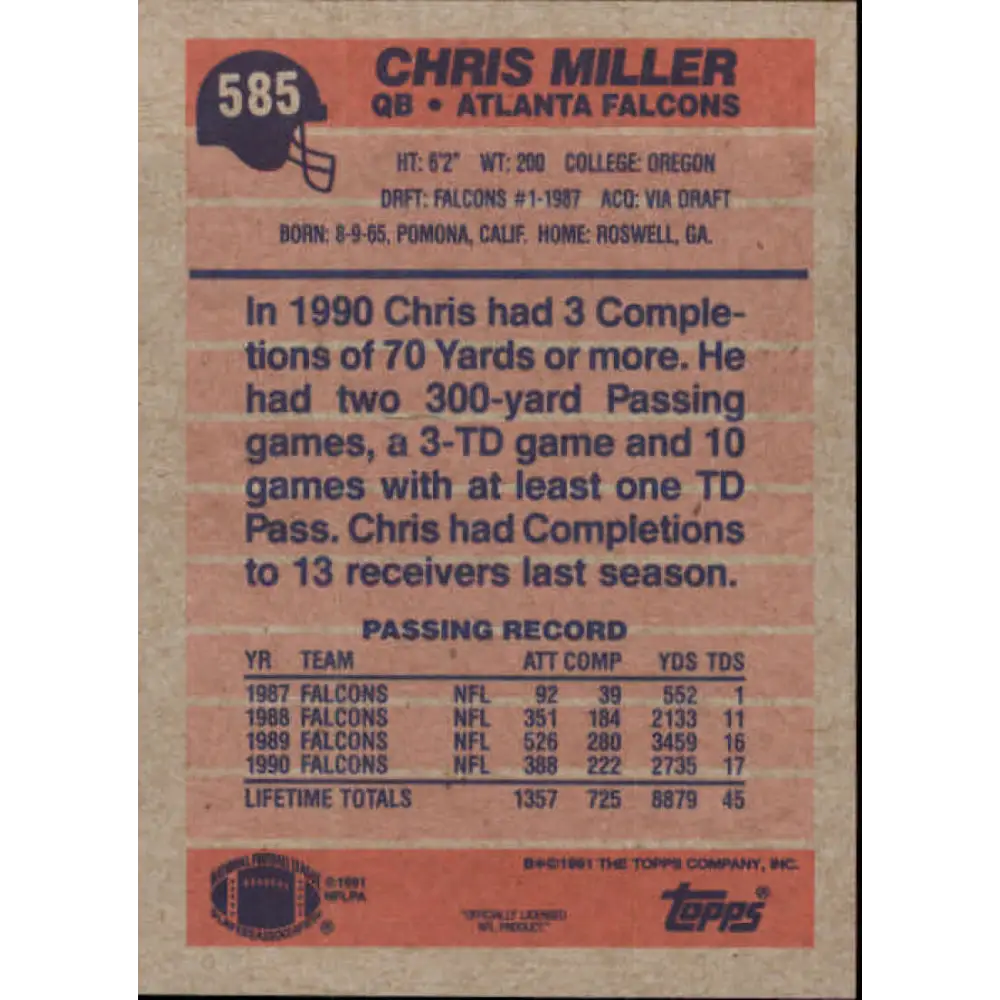 585
CHRIS MILLER
QB • ATLANTA FALCONS
HT: 6'2" WT: 200 COLLEGE: OREGON
DRFT: FALCONS #1-1987 ACQ: VIA DRAFT
BORN: 8-9-65, POMONA, CALIF. HOME: ROSWELL, GA.
In 1990 Chris had 3 Comple-
tions of 70 Yards or more. He
had two 300-yard Passing
games, a 3-TD game and 10
games with at least one TD
Pass. Chris had Completions
to 13 receivers last season.
PASSING RECORD
YR TEAM ATT COMP YDS TDS
1987 FALCONS NFL 92 39 552 1
1988 FALCONS NFL 351 184 2133 11
1989 FALCONS NFL 526 280 3459 16
1990 FALCONS NFL 388 222 2735 17
LIFETIME TOTALS 1357 725 8879 45
NATIONAL FOOTBALL LEAGUE
PLAYERS ASSOCIATION ®
©1991
NFLPA
"OFFICIALLY LICENSED
NFL PRODUCT"
©1991 THE TOPPS COMPANY, INC.
topps®